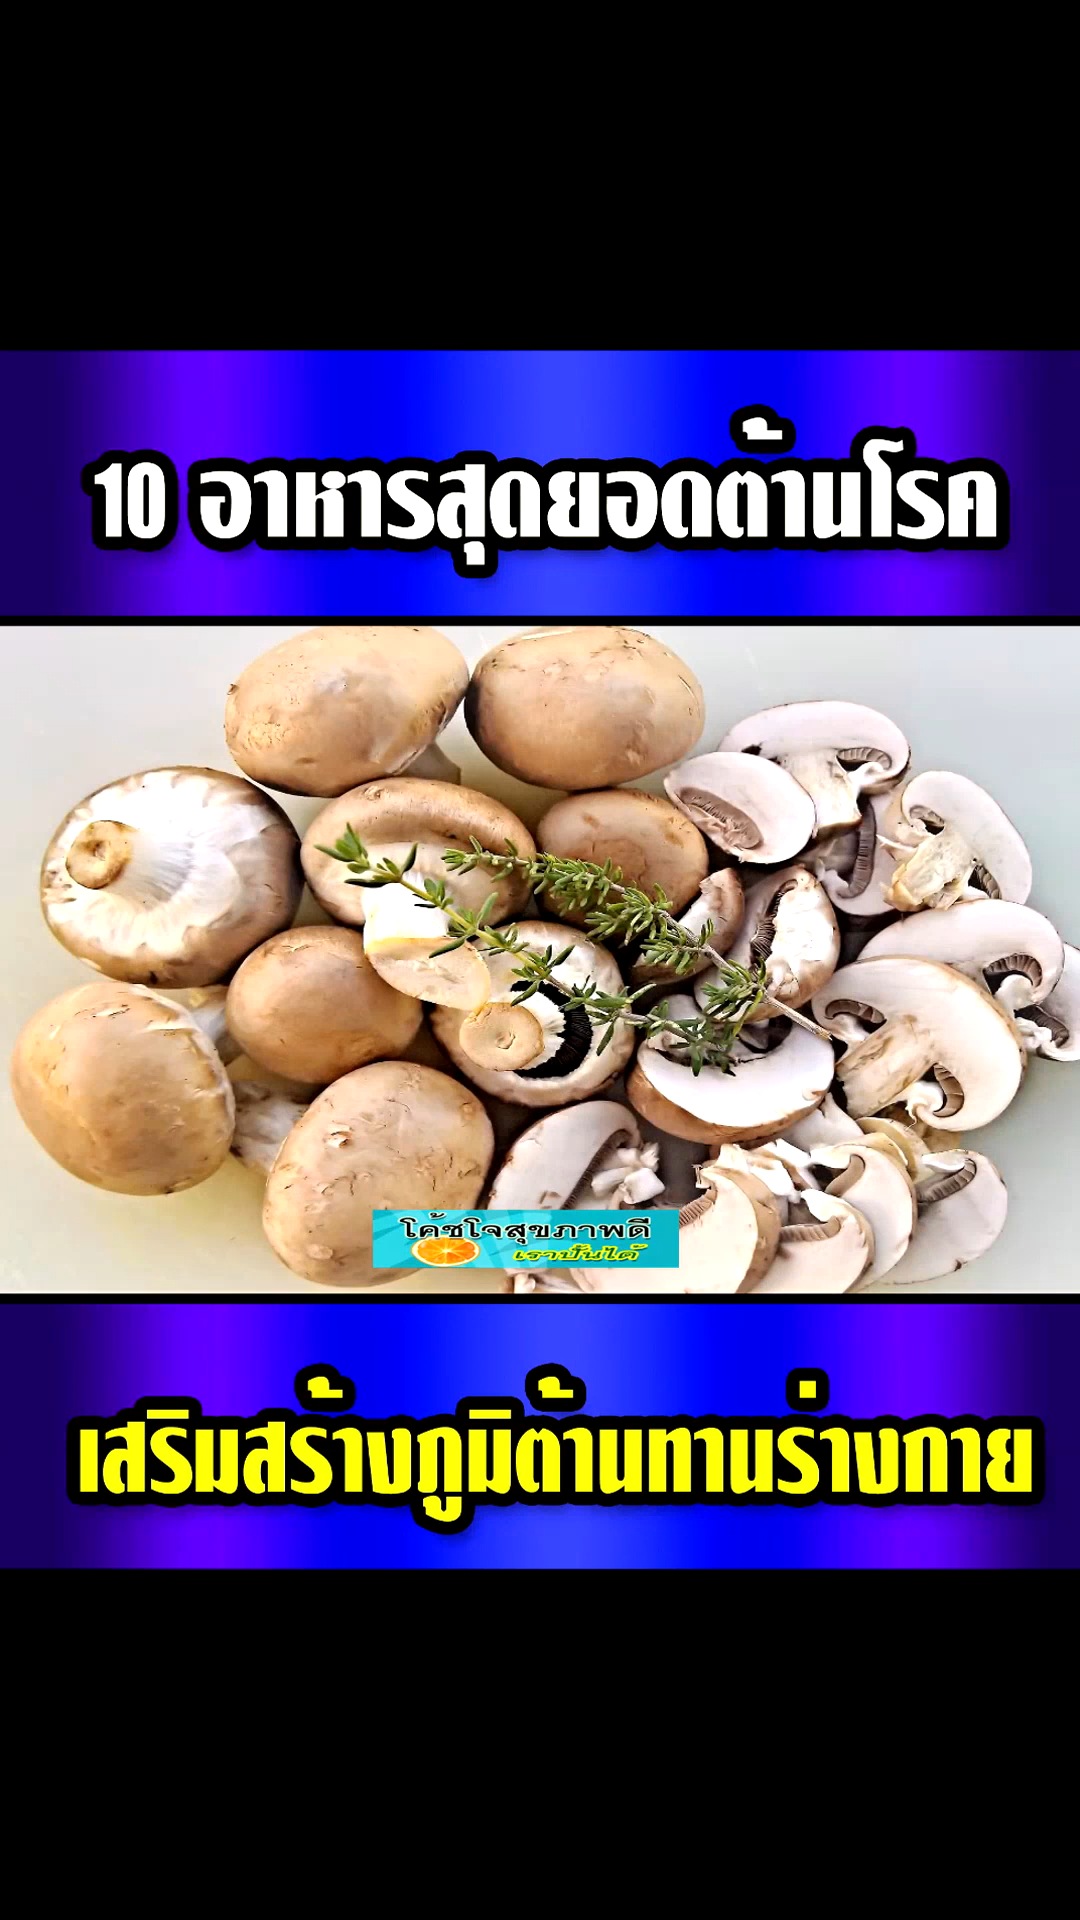 10 อาหารสุดยอดต้านโรค
โค้ชโจสุขภาพดี
เราปั้นได้
เสริมสร้างภูมิต้านทานร่างกาย